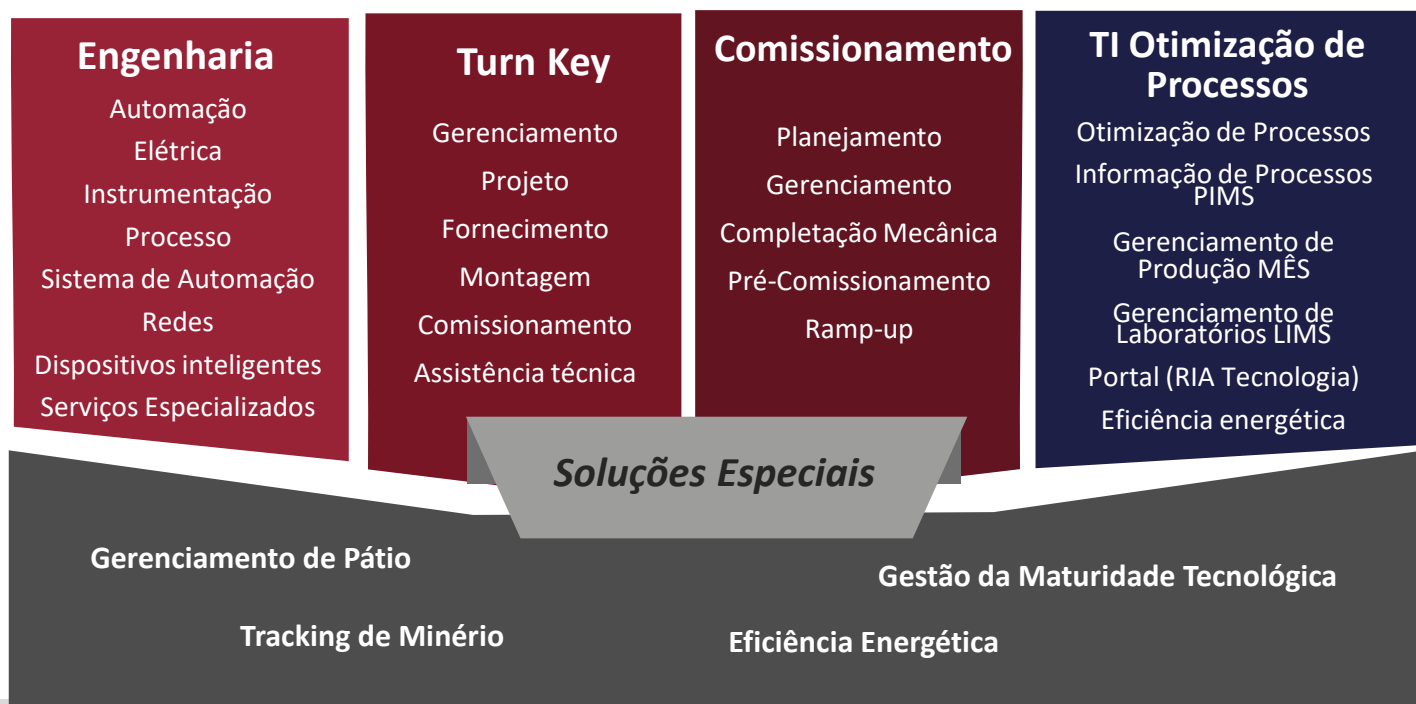 Engenharia
Automação
Elétrica
Instrumentação
Processo
Sistema de Automação
Redes
Dispositivos inteligentes
Serviços Especializados
Turn Key
Gerenciamento
Projeto
Fornecimento
Montagem
Comissionamento
Assistência técnica
Comissionamento
Planejamento
Gerenciamento
Completação Mecânica
Pré-Comissionamento
Ramp-up
TI Otimização de
Processos
Otimização de Processos
Informação de Processos
PIMS
Gerenciamento de
Produção MÊS
Gerenciamento de
Laboratórios LIMS
Portal (RIA Tecnologia)
Eficiência energética
Soluções Especiais
Gerenciamento de Pátio
Gestão da Maturidade Tecnológica
Tracking de Minério
Eficiência Energética